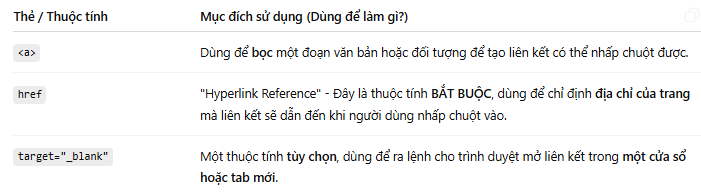 Thẻ / Thuộc tính Mục đích sử dụng (Dùng để làm gì?)
<a> Dùng để bọc một đoạn văn bản hoặc đối tượng để tạo liên kết có thể nhấp chuột được.
href "Hyperlink Reference" - Đây là thuộc tính BẮT BUỘC, dùng để chỉ định địa chỉ của trang
mà liên kết sẽ dẫn đến khi người dùng nhấp chuột vào.
target="_blank" Một thuộc tính tùy chọn, dùng để ra lệnh cho trình duyệt mở liên kết trong một cửa sổ
hoặc tab mới.